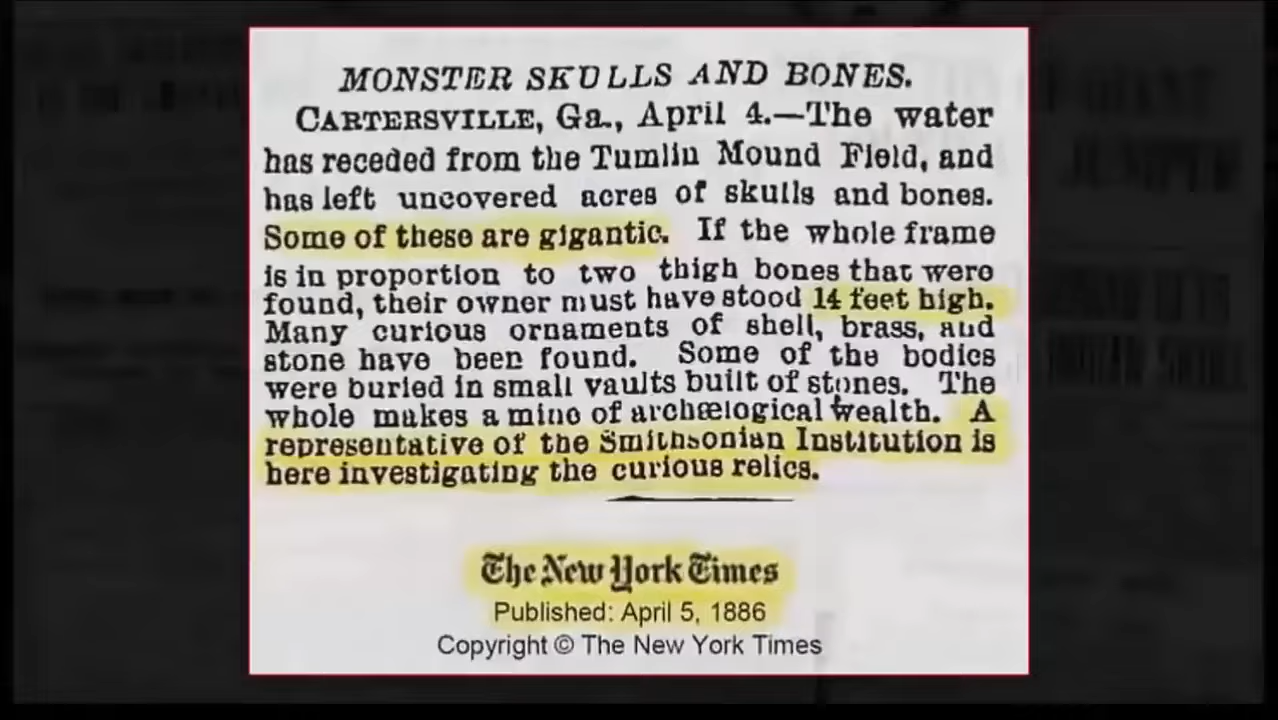 MONSTER SKULLS AND BONES.
CARTERSVILLE, Ga., April 4.—The water
has receded from the Tumlin Mound Field, and
has left uncovered acres of skulls and bones.
Some of these are gigantic. If the whole frame
is in proportion to two thigh bones that were
found, their owner must have stood 14 feet high.
Many curious ornaments of shell, brass, and
stone have been found. Some of the bodies
were buried in small vaults built of stones. The
whole makes a mine of archælogical wealth. A
representative of the Smithsonian Institution is
here investigating the curious relics.
The New York Times
Published: April 5, 1886
Copyright © The New York Times